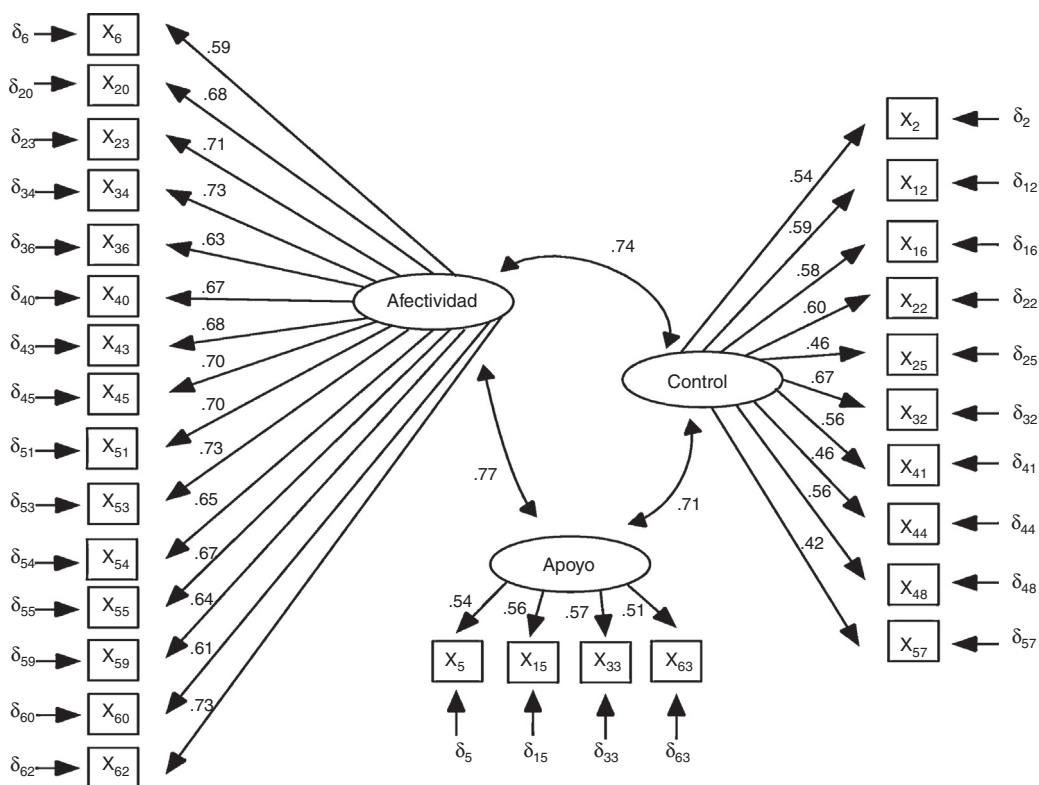 δ6 X6
δ20 X20
δ23 X23
δ34 X34
δ36 X36
δ40 X40
δ43 X43
δ45 X45
δ51 X51
δ53 X53
δ54 X54
δ55 X55
δ59 X59
δ60 X60
δ62 X62
.59
.68
.71
.73
.63
.67
.68
.70
.70
.73
.65
.67
.64
.61
.73
Afectividad
.74
.77
.71
Control
.54
.59
.58
.60
.46
.67
.56
.46
.56
.42
X2 δ2
X12 δ12
X16 δ16
X22 δ22
X25 δ25
X32 δ32
X41 δ41
X44 δ44
X48 δ48
X57 δ57
Apoyo
.54 .56 .57 .51
X5 X15 X33 X63
δ5 δ15 δ33 δ63